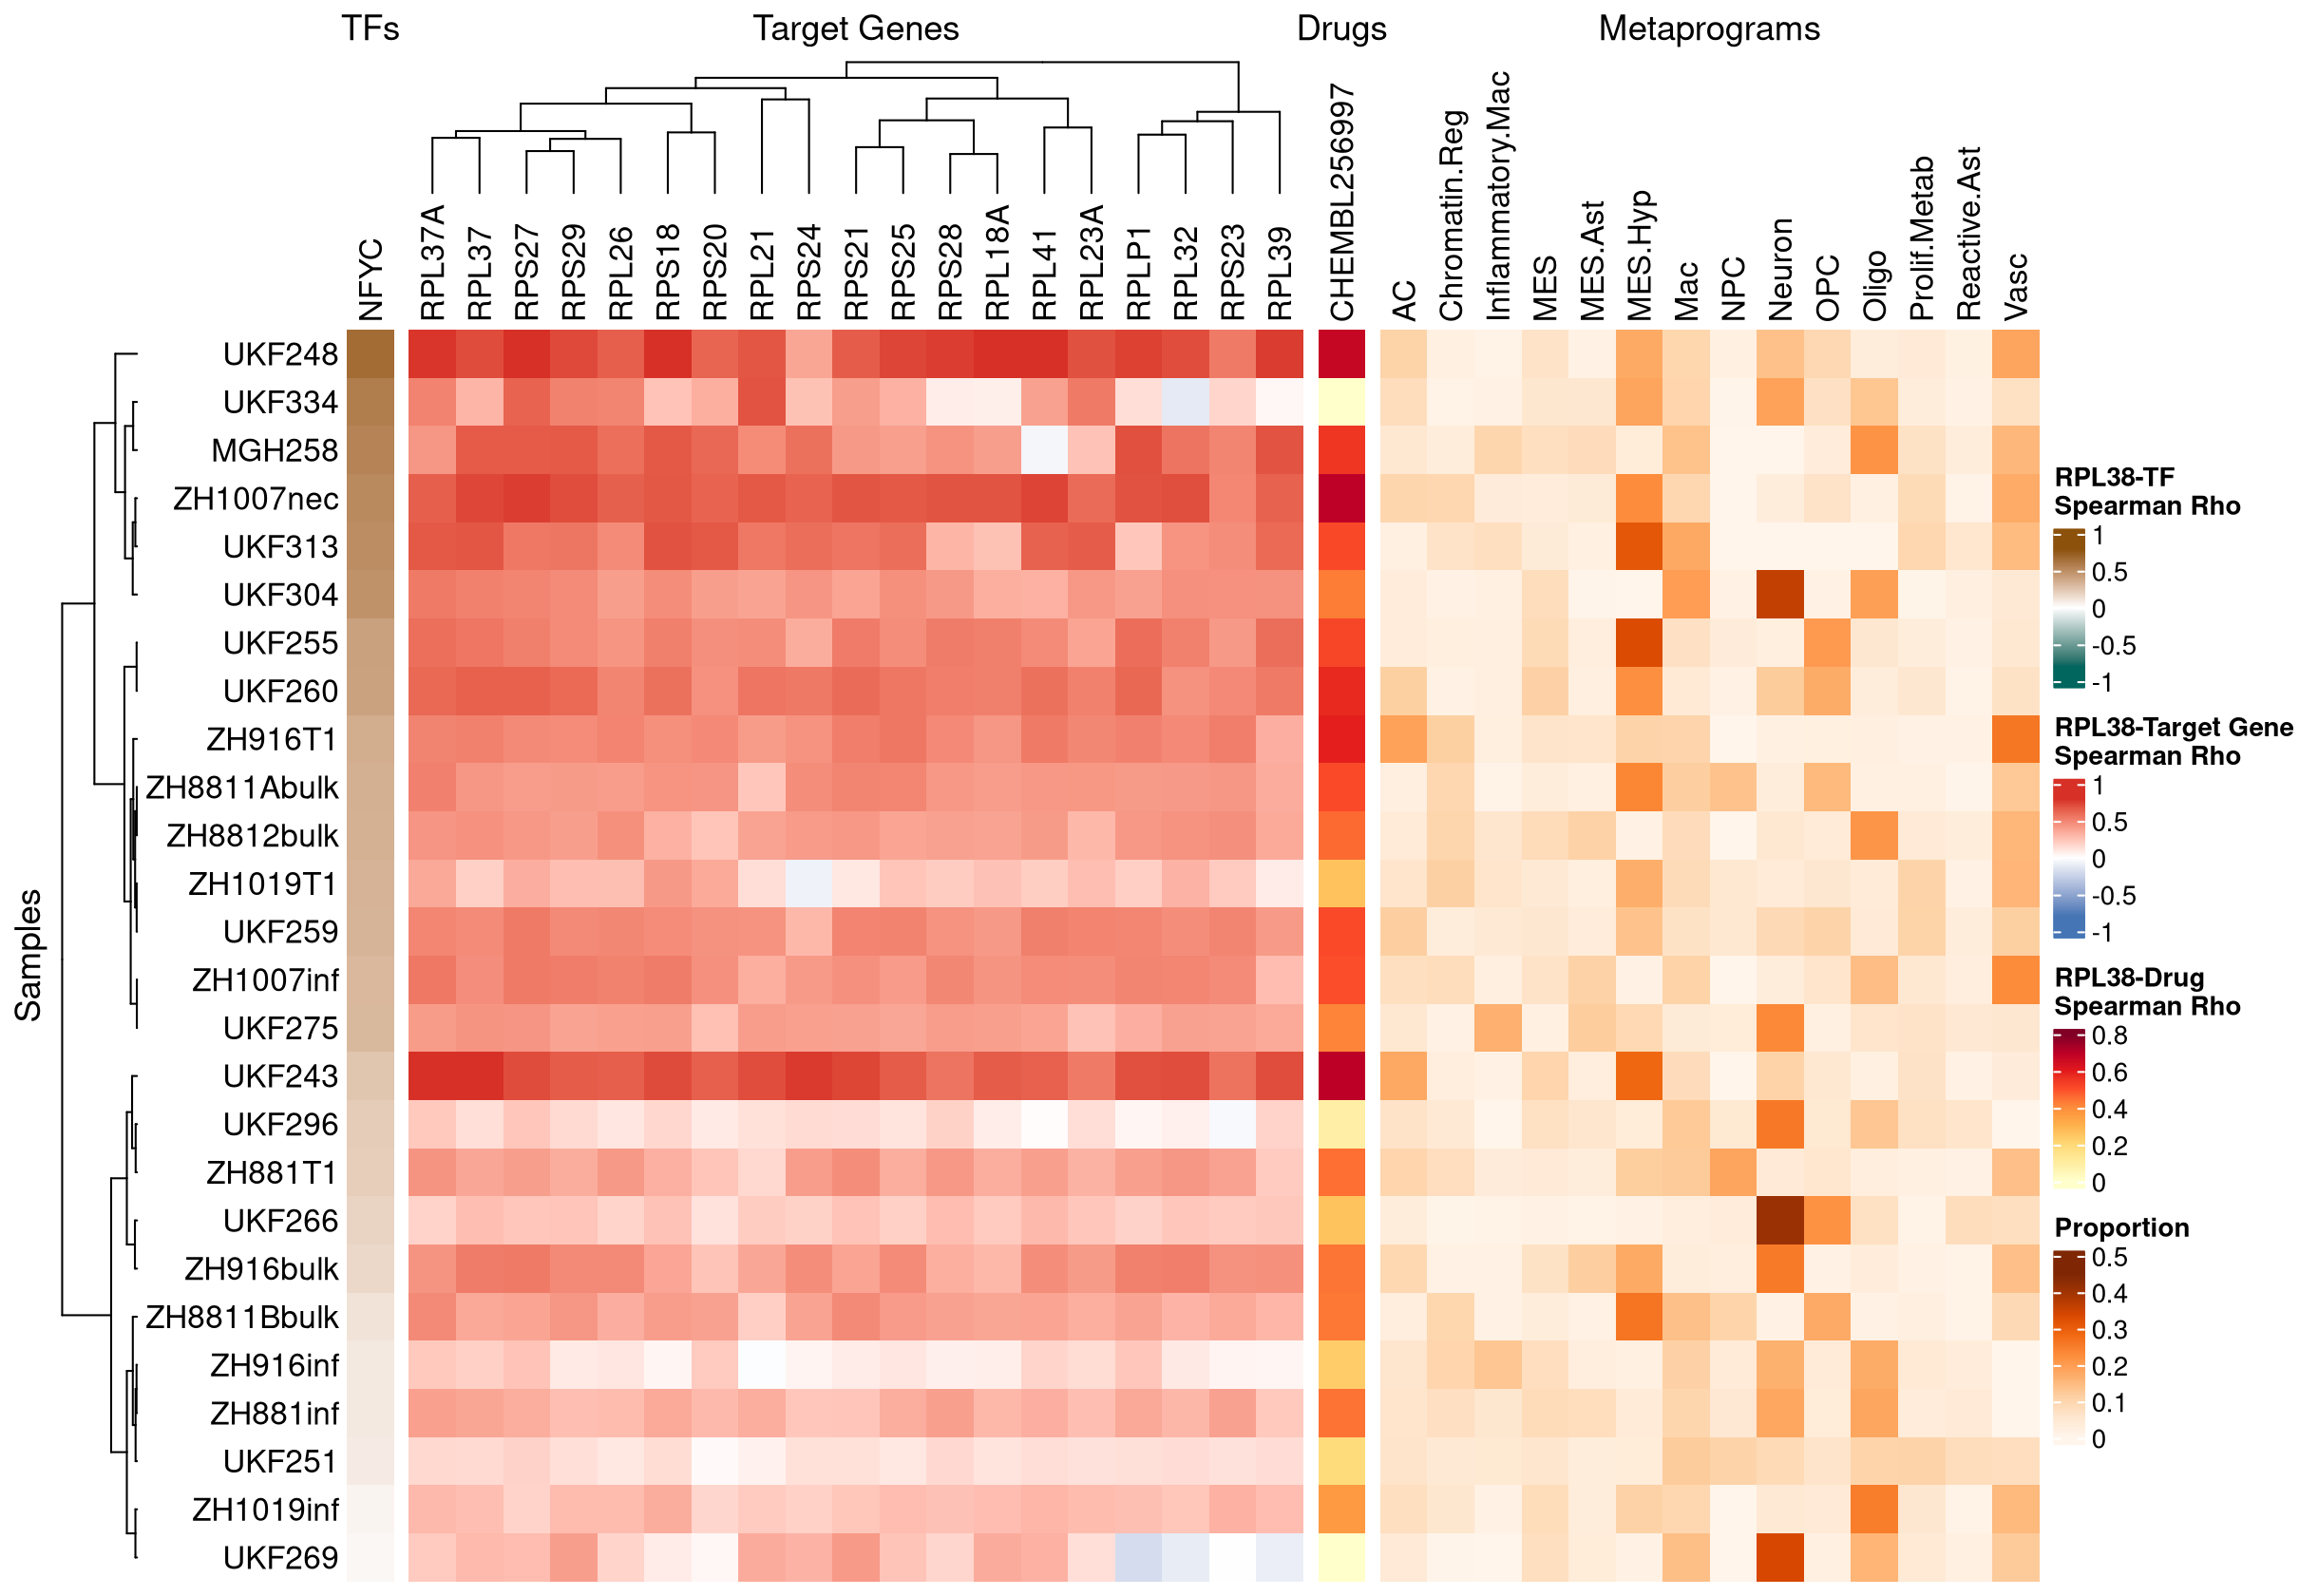 TFs
Target Genes
Drugs
Metaprograms
NFYC
RPL37A
RPL37
RPS27
RPS29
RPL26
RPS18
RPS20
RPL21
RPS24
RPS21
RPS25
RPS28
RPL18A
RPL41
RPL23A
RPLP1
RPL32
RPS23
RPL39
CHEMBL256997
AC
Chromatin.Reg
Inflammatory.Mac
MES
MES.Ast
MES.Hyp
Mac
NPC
Neuron
OPC
Oligo
Prolif.Metab
Reactive.Ast
Vasc
Samples
UKF248
UKF334
MGH258
ZH1007nec
UKF313
UKF304
UKF255
UKF260
ZH916T1
ZH8811Abulk
ZH8812bulk
ZH1019T1
UKF259
ZH1007inf
UKF275
UKF243
UKF296
ZH881T1
UKF266
ZH916bulk
ZH8811Bbulk
ZH916inf
ZH881inf
UKF251
ZH1019inf
UKF269
RPL38-TF
Spearman Rho
1
0.5
0
-0.5
-1
RPL38-Target Gene
Spearman Rho
1
0.5
0
-0.5
-1
RPL38-Drug
Spearman Rho
0.8
0.6
0.4
0.2
0
Proportion
0.5
0.4
0.3
0.2
0.1
0